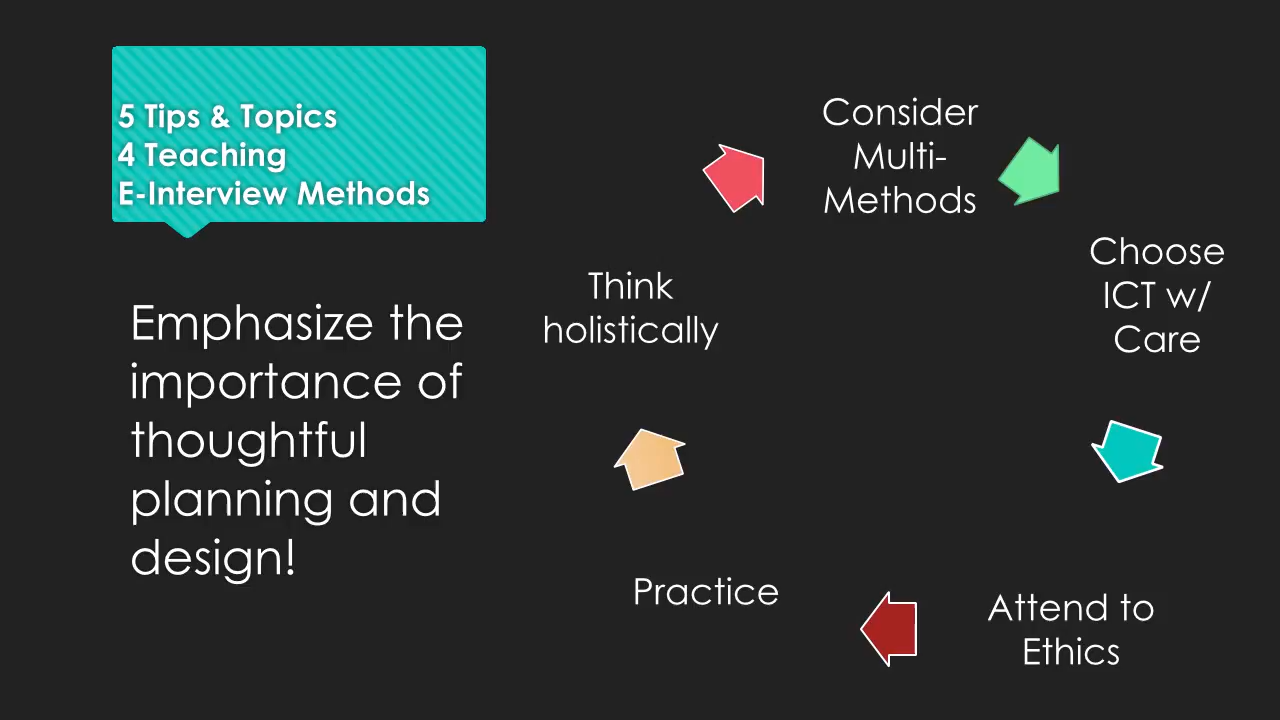 5 Tips & Topics
4 Teaching
E-Interview Methods
Emphasize the
importance of
thoughtful
planning and
design!
Consider
Multi-
Methods
Choose
ICT w/
Care
Attend to
Ethics
Practice
Think
holistically